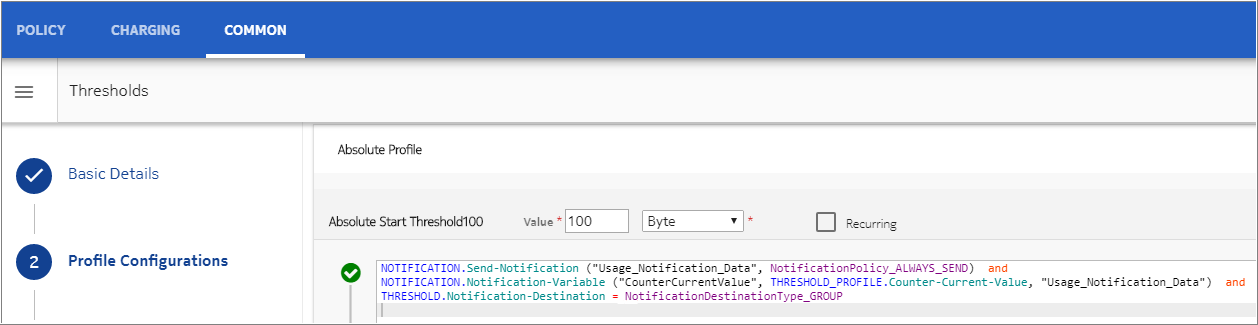 POLICY CHARGING COMMON
Thresholds
Basic Details
2 Profile Configurations
Absolute Profile
Absolute Start Threshold100 Value * 100 Byte * Recurring
NOTIFICATION.Send-Notification ("Usage_Notification_Data", NotificationPolicy_ALWAYS_SEND) and
NOTIFICATION.Notification-Variable ("CounterCurrentValue", THRESHOLD_PROFILE.Counter-Current-Value, "Usage_Notification_Data") and
THRESHOLD.Notification-Destination = NotificationDestinationType_GROUP